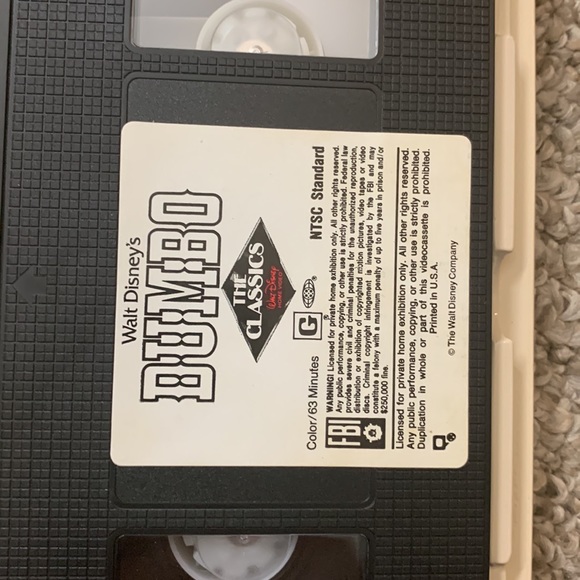 Walt Disney's
DUMBO
THE
CLASSICS
WALT DISNEY
HOME VIDEO
Color/63 Minutes G ® ® NTSC Standard
FBI
WARNING! Licensed for private home exhibition only. All other rights reserved.
Any public performance, copying, or other use is strictly prohibited. Federal law
provides severe civil and criminal penalties for the unauthorized reproduction,
distribution or exhibition of copyrighted motion pictures, video tapes or video
discs. Criminal copyright infringement is investigated by the FBI and may
constitute a felony with a maximum penalty of up to five years in prison and/or
$250,000 fine.
Licensed for private home exhibition only. All other rights reserved.
Any public performance, copying, or other use is strictly prohibited.
Duplication in whole or part of this videocassette is prohibited.
Printed in U.S.A.
®
© The Walt Disney Company